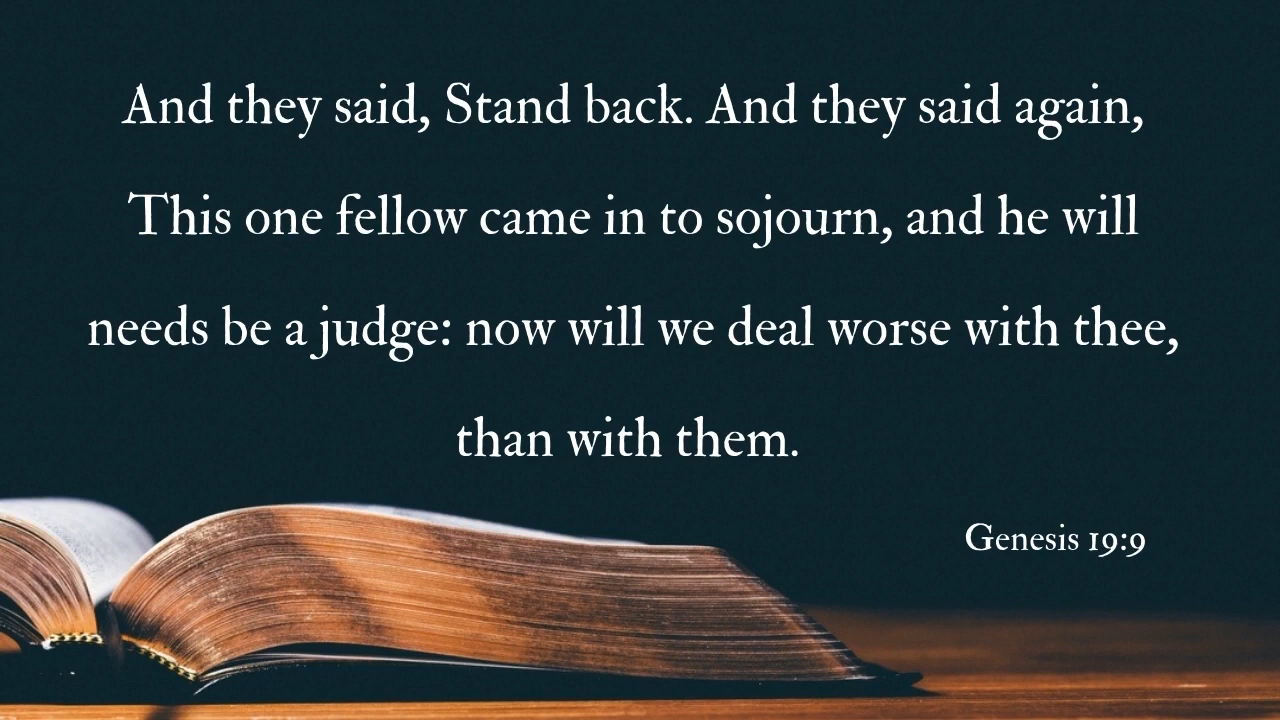 And they said, Stand back. And they said again,
This one fellow came in to sojourn, and he will
needs be a judge: now will we deal worse with thee,
than with them.
Genesis 19:9